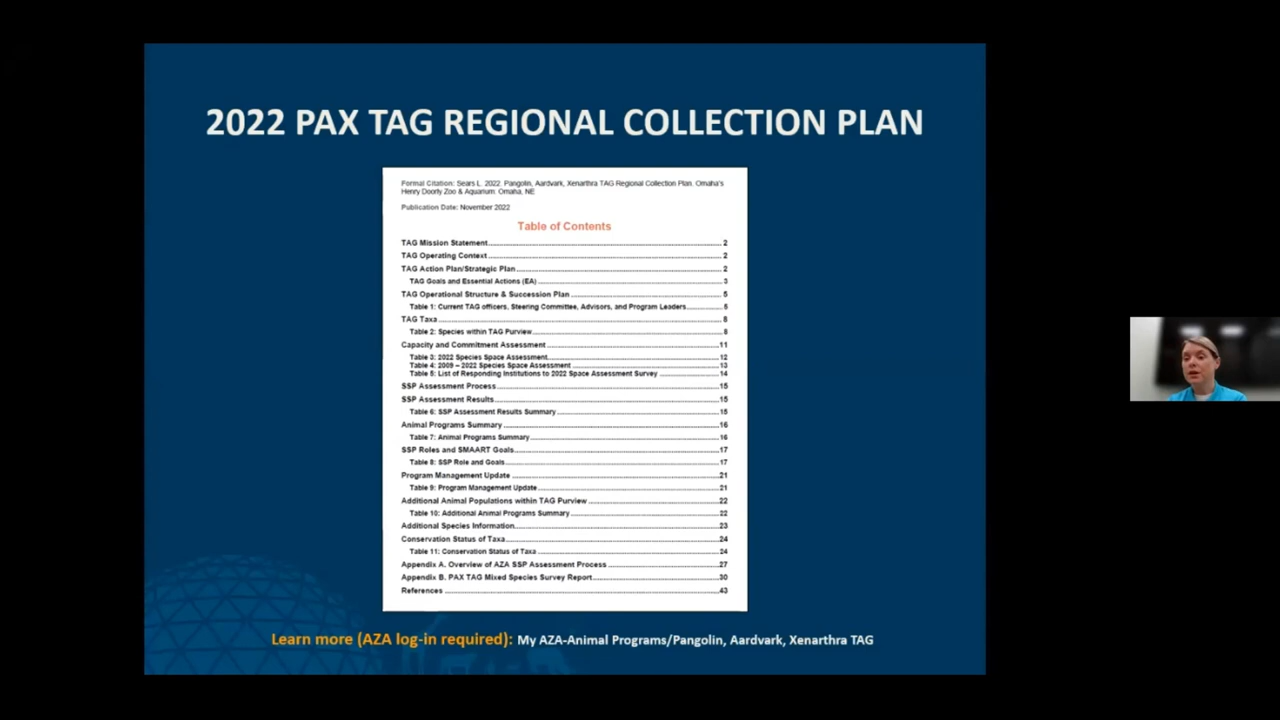 2022 PAX TAG REGIONAL COLLECTION PLAN
Formal Citation: Sears L. 2022. Pangolin, Aardvark, Xenarthra TAG Regional Collection Plan. Omaha's
Henry Doorly Zoo & Aquarium: Omaha, NE
Publication Date: November 2022
Table of Contents
TAG Mission Statement 2
TAG Operating Context 2
TAG Action Plan/Strategic Plan 2
TAG Goals and Essential Actions (EA) 3
TAG Operational Structure & Succession Plan 5
Table 1: Current TAG officers, Steering Committee, Advisors, and Program Leaders 5
TAG Taxa 8
Table 2: Species within TAG Purview 8
Capacity and Commitment Assessment 11
Table 3: 2022 Species Space Assessment 12
Table 4: 2009 – 2022 Species Space Assessment 13
Table 5: List of Responding Institutions to 2022 Space Assessment Survey 14
SSP Assessment Process 15
SSP Assessment Results 15
Table 6: SSP Assessment Results Summary 15
Animal Programs Summary 16
Table 7: Animal Programs Summary 16
SSP Roles and SMAART Goals 17
Table 8: SSP Role and Goals 17
Program Management Update 21
Table 9: Program Management Update 21
Additional Animal Populations within TAG Purview 22
Table 10: Additional Animal Programs Summary 22
Additional Species Information 23
Conservation Status of Taxa 24
Table 11: Conservation Status of Taxa 24
Appendix A. Overview of AZA SSP Assessment Process 27
Appendix B. PAX TAG Mixed Species Survey Report 30
References 43
Learn more (AZA log-in required): My AZA-Animal Programs/Pangolin, Aardvark, Xenarthra TAG